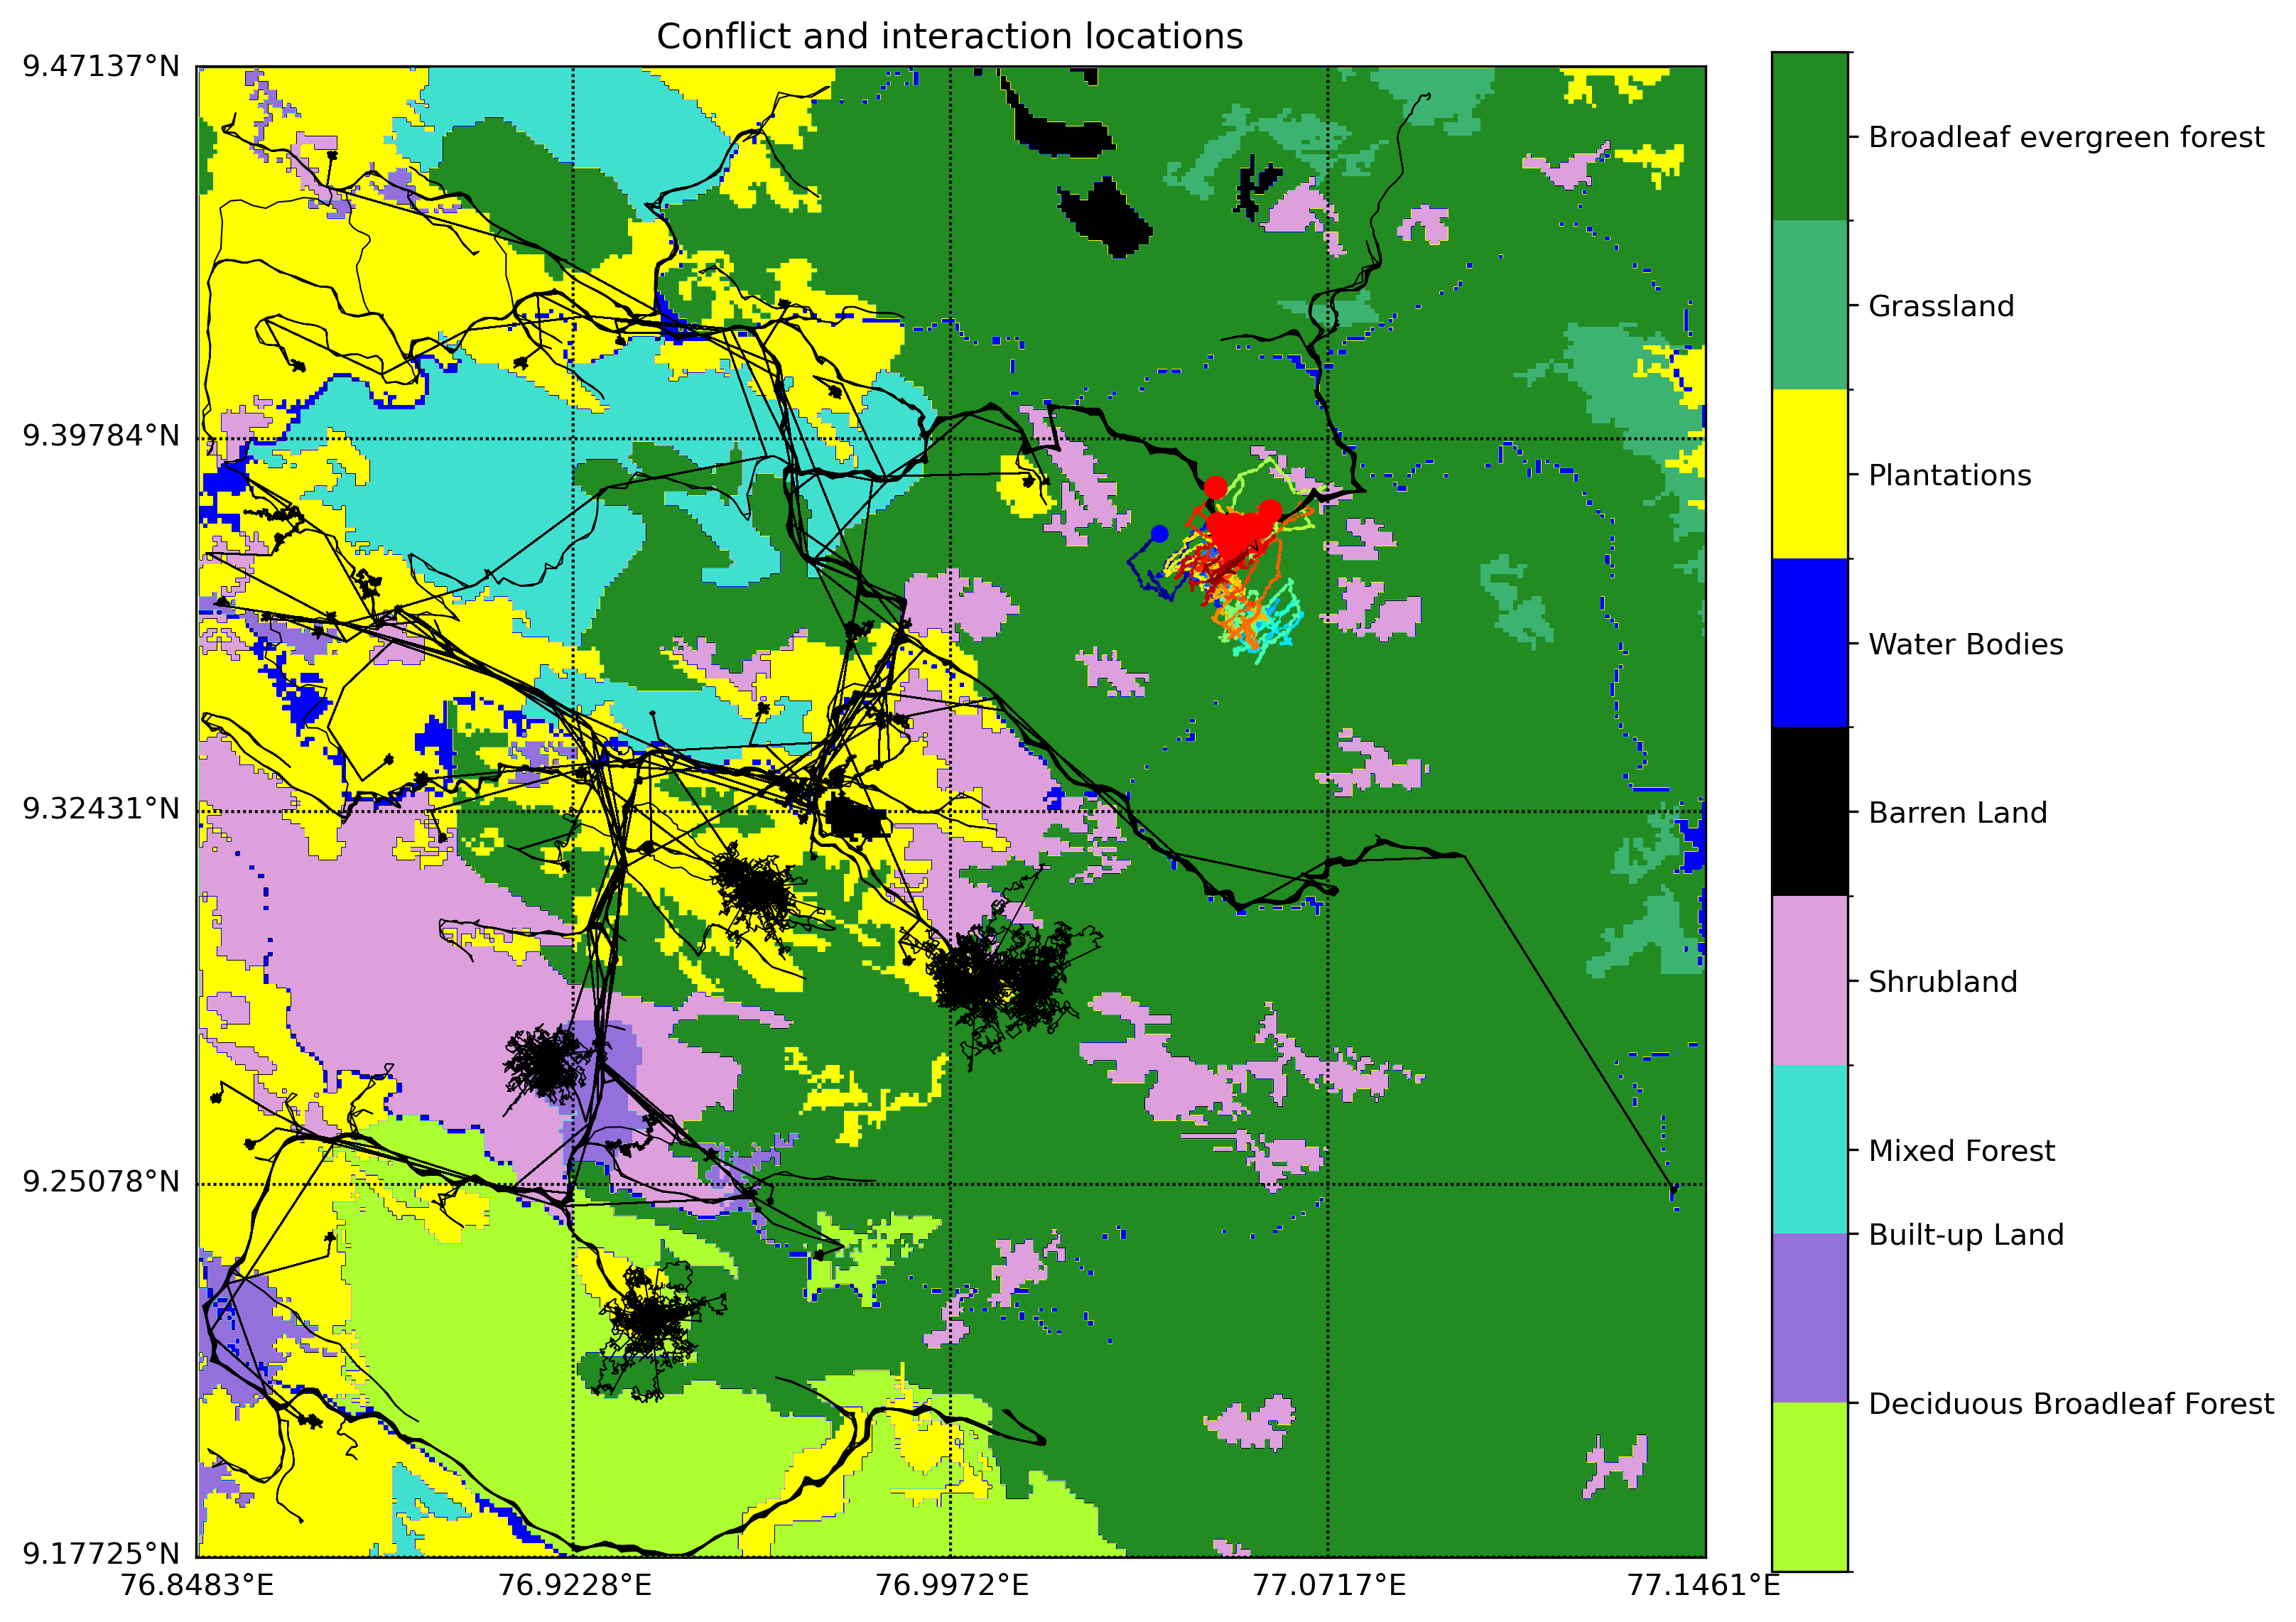 Conflict and interaction locations
9.47137°N
9.39784°N
9.32431°N
9.25078°N
9.17725°N
76.8483°E
76.9228°E
76.9972°E
77.0717°E
77.1461°E
Broadleaf evergreen forest
Grassland
Plantations
Water Bodies
Barren Land
Shrubland
Mixed Forest
Built-up Land
Deciduous Broadleaf Forest